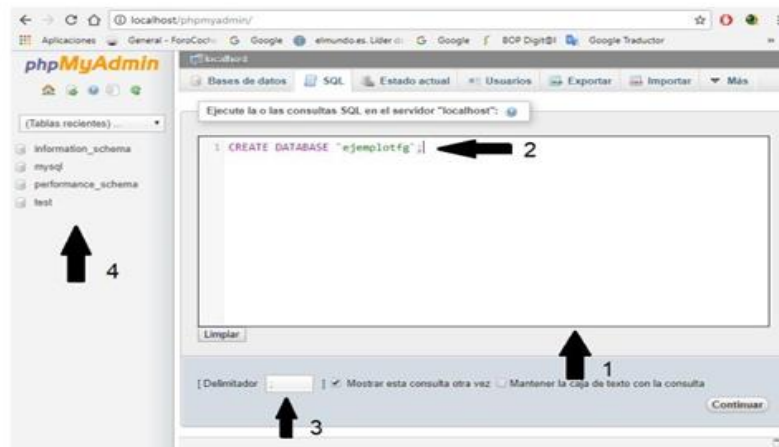 localhost/phpmyadmin/
Aplicaciones General - ForoCoch Google elmundo.es. Líder d Google BOP Digit@l Google Traductor »
phpMyAdmin
localhost
Bases de datos SQL Estado actual Usuarios Exportar Importar Más
Ejecute la o las consultas SQL en el servidor "localhost":
(Tablas recientes) ...
information_schema
mysql
performance_schema
test
1 CREATE DATABASE `ejemplotfg`;
2
4
Limpiar
1
[ Delimitador ; ] Mostrar esta consulta otra vez Mantener la caja de texto con la consulta
3
Continuar